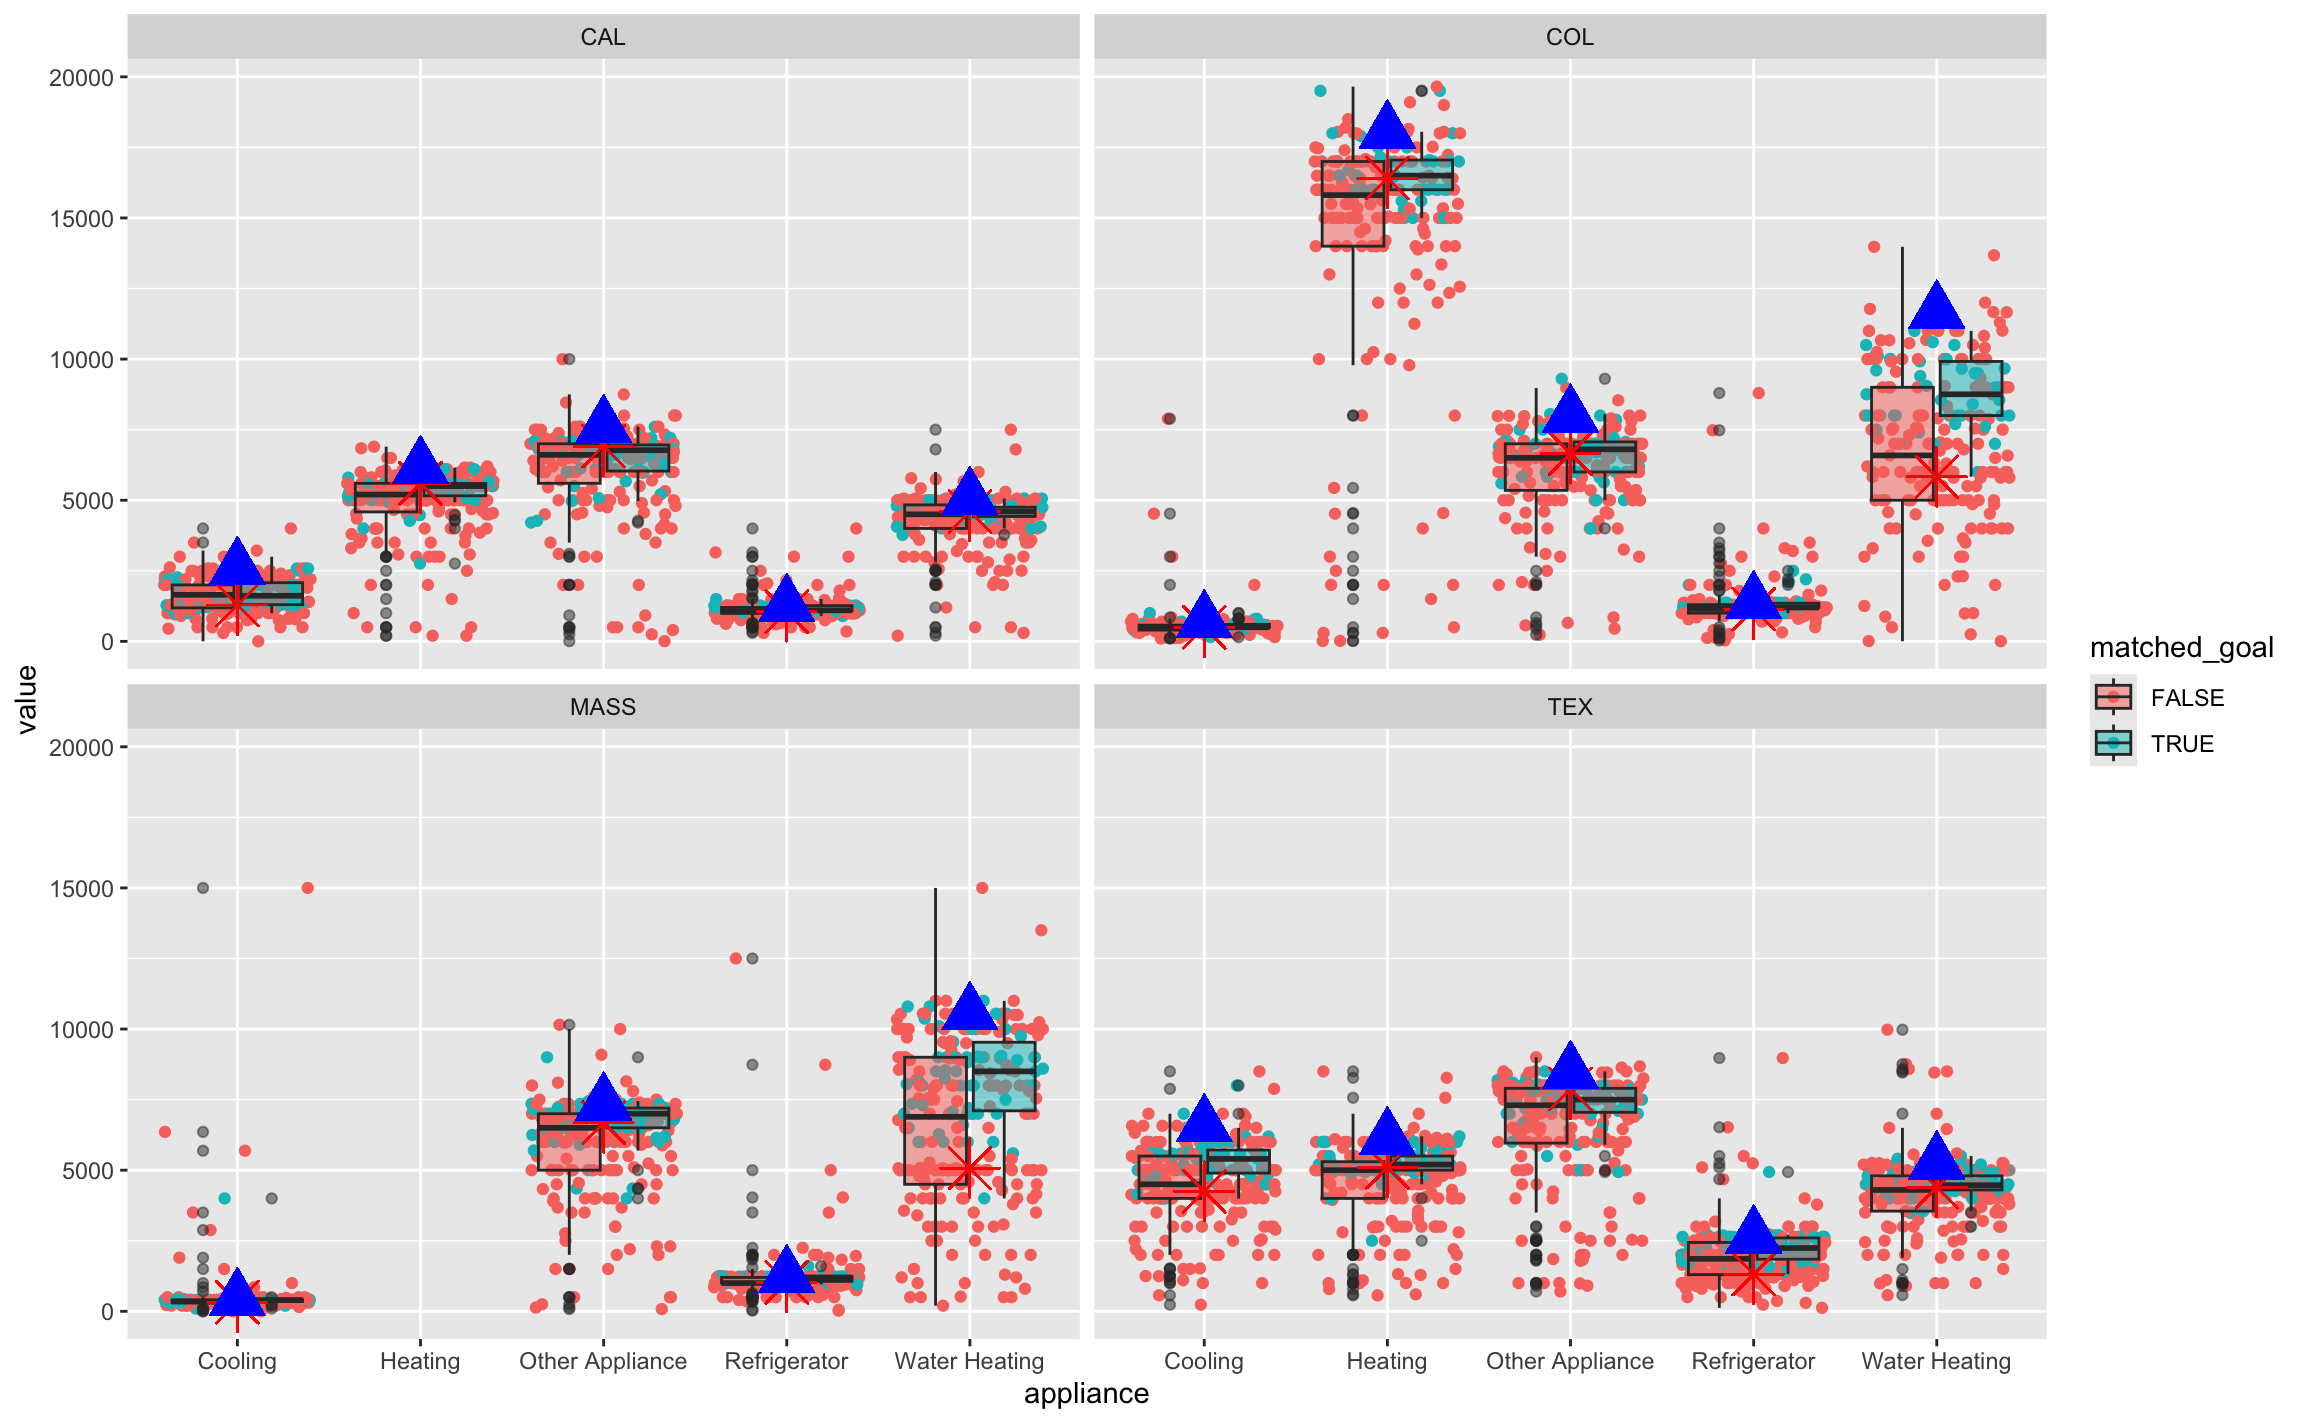 CAL
COL
20000
15000
10000
5000
0
MASS
TEX
20000
15000
10000
5000
0
value
Cooling
Heating
Other Appliance
Refrigerator
Water Heating
Cooling
Heating
Other Appliance
Refrigerator
Water Heating
appliance
matched_goal
FALSE
TRUE